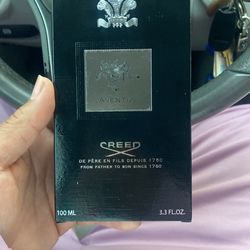 AVENTUS
CREED
DE PÈRE EN FILS DEPUIS 1760
FROM FATHER TO SON SINCE 1760
100 ML 3.3 FL.OZ.